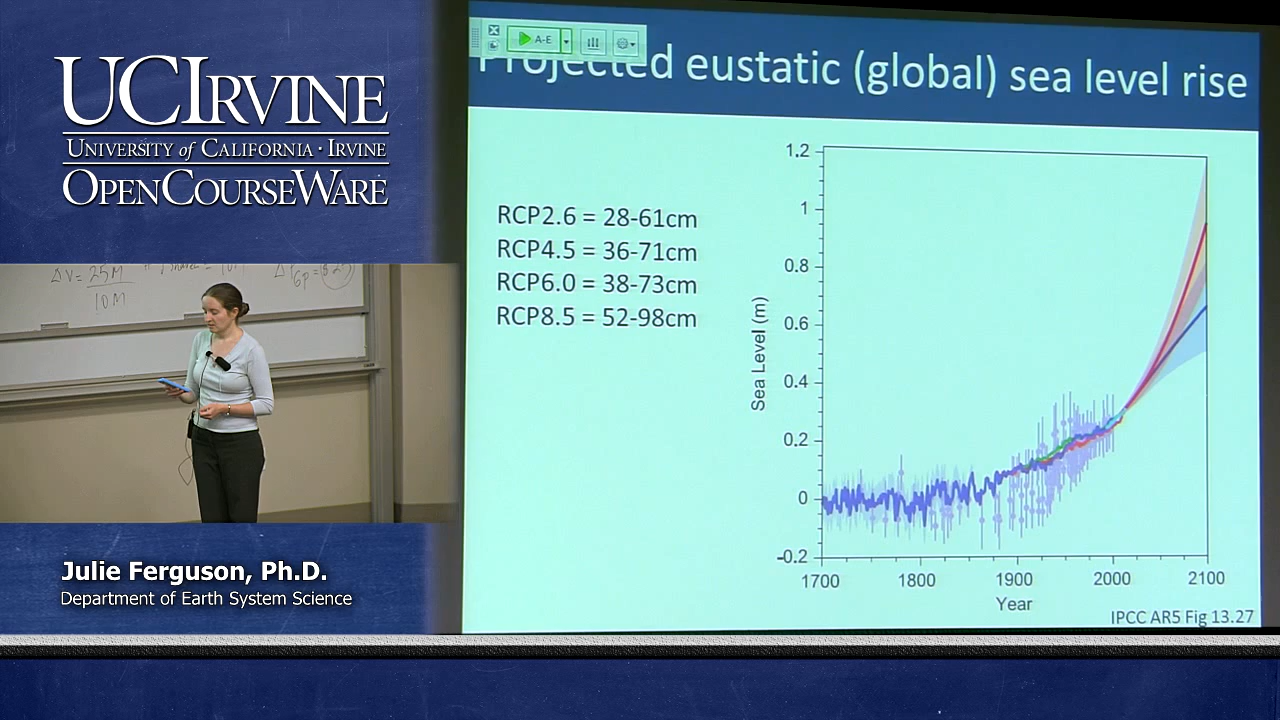 UCIRVINE
UNIVERSITY of CALIFORNIA · IRVINE
OPENCOURSEWARE
ΔV = 25M
10M
Julie Ferguson, Ph.D.
Department of Earth System Science
A-E
Projected eustatic (global) sea level rise
RCP2.6 = 28-61cm
RCP4.5 = 36-71cm
RCP6.0 = 38-73cm
RCP8.5 = 52-98cm
Sea Level (m)
1.2
1
0.8
0.6
0.4
0.2
0
-0.2
1700 1800 1900 2000 2100
Year
IPCC AR5 Fig 13.27